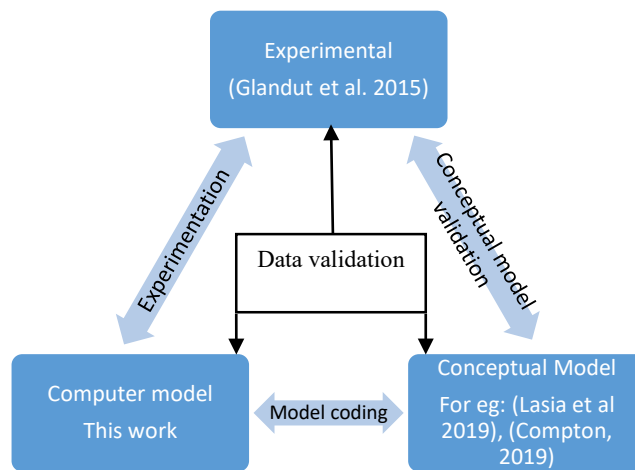 Experimental
(Glandut et al. 2015)
Experimentation
Conceptual model
validation
Data validation
Computer model
This work
Model coding
Conceptual Model
For eg: (Lasia et al
2019), (Compton,
2019)